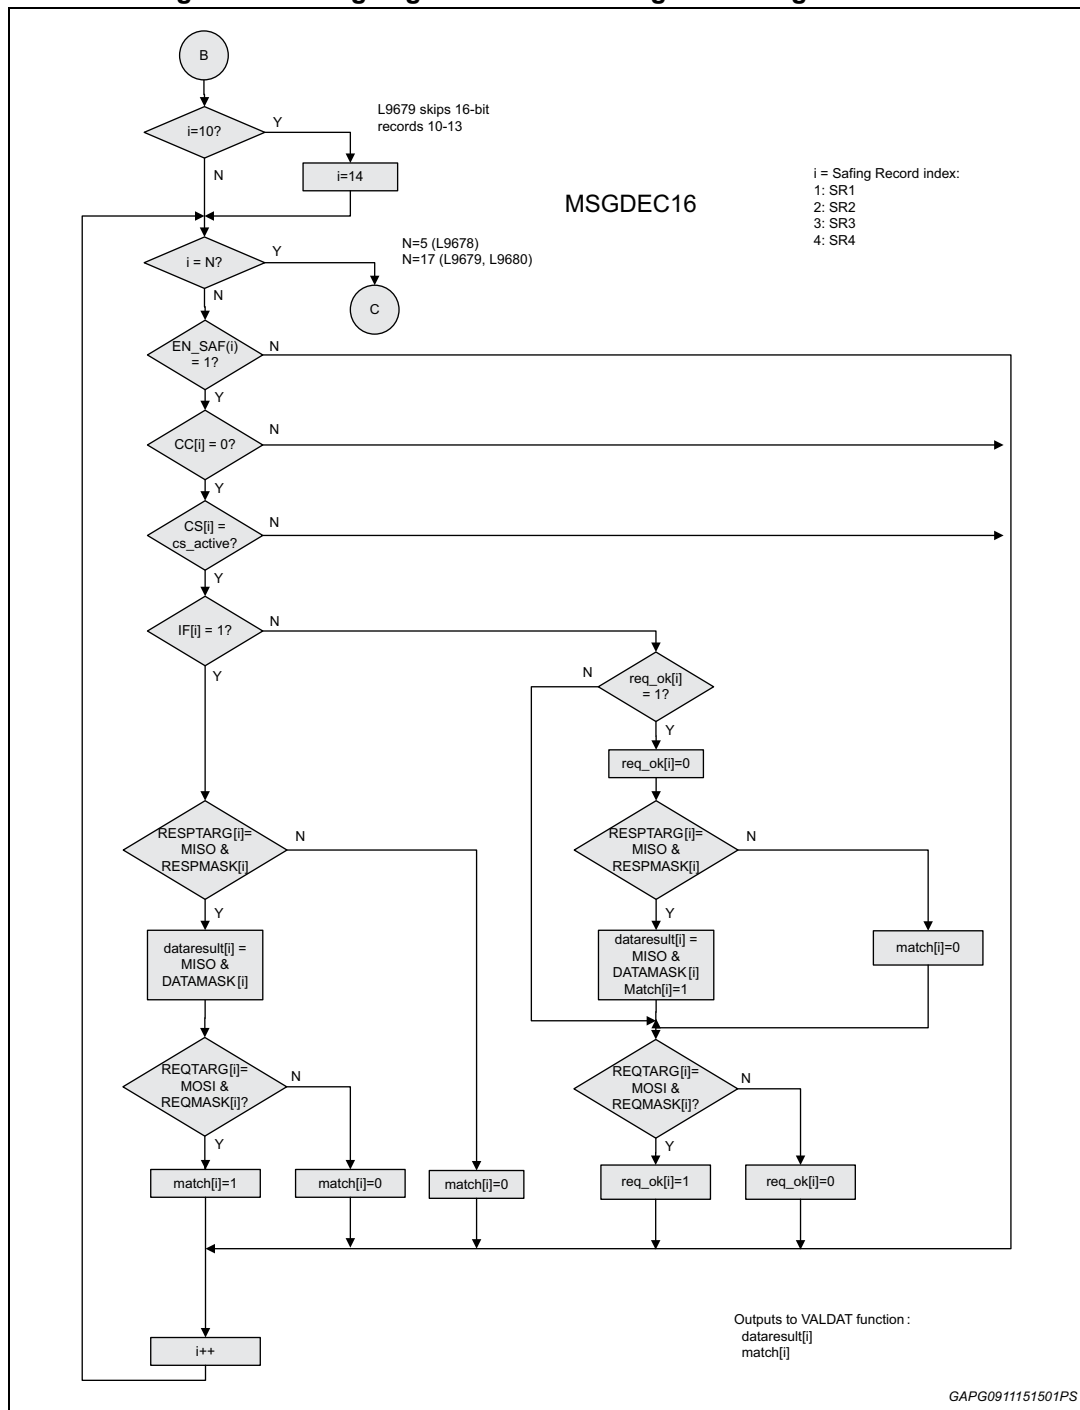 B
i=10?
Y
N
L9679 skips 16-bit
records 10-13
i=14
MSGDEC16
i = Safing Record index:
1: SR1
2: SR2
3: SR3
4: SR4
i = N?
Y
N
N=5 (L9678)
N=17 (L9679, L9680)
C
EN_SAF(i)
= 1?
N
Y
CC[i] = 0?
N
Y
CS[i] =
cs_active?
N
Y
IF[i] = 1?
N
Y
req_ok[i]
= 1?
N
Y
req_ok[i]=0
RESPTARG[i]=
MISO &
RESPMASK[i]
N
Y
RESPTARG[i]=
MISO &
RESPMASK[i]
N
Y
dataresult[i] =
MISO &
DATAMASK[i]
dataresult[i] =
MISO &
DATAMASK[i]
Match[i]=1
match[i]=0
REQTARG[i]=
MOSI &
REQMASK[i]?
N
Y
REQTARG[i]=
MOSI &
REQMASK[i]?
N
Y
match[i]=1
match[i]=0
match[i]=0
req_ok[i]=1
req_ok[i]=0
i++
Outputs to VALDAT function :
dataresult[i]
match[i]
GAPG0911151501PS